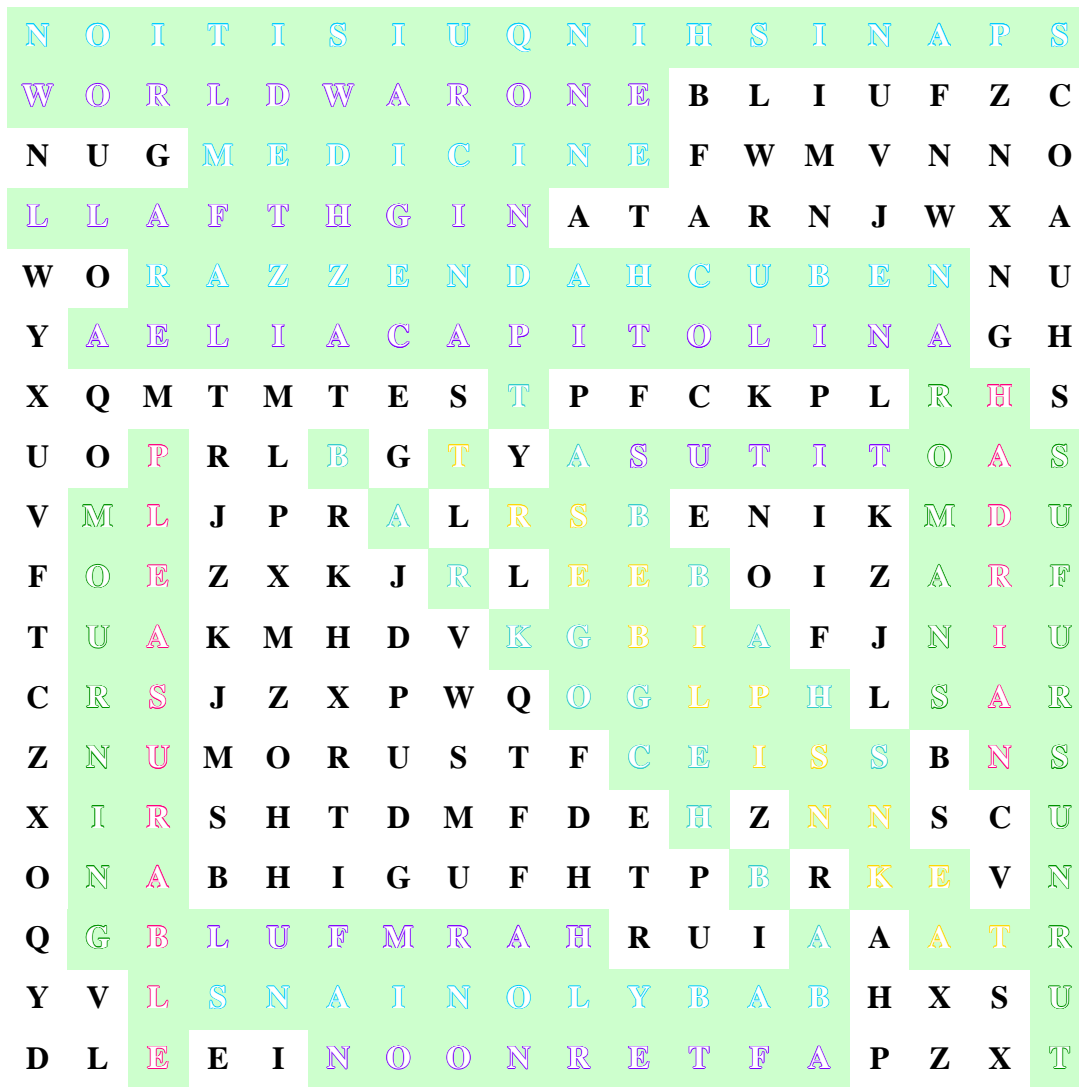 N O I T I S I U Q N I H S I N A P S
W O R L D W A R O N E B L I U F Z C
N U G M E D I C I N E F W M V N N O
L L A F T H G I N A T A R N J W X A
W O R A Z Z E N D A H C U B E N N U
Y A E L I A C A P I T O L I N A G H
X Q M T M T E S T P F C K P L R H S
U O P R L B G T Y A S U T I T O A S
V M L J P R A L R S B E N I K M D U
F O E Z X K J R L E E B O I Z A R F
T U A K M H D V K G B I A F J N I U
C R S J Z X P W Q O G L P H L S A R
Z N U M O R U S T F C E I S S B N S
X I R S H T D M F D E H Z N N S C U
O N A B H I G U F H T P B R K E V N
Q G B L U F M R A H R U I A A A T R
Y V L S N A I N O L Y B A B H X S U
D L E E I N O O N R E T F A P Z X T